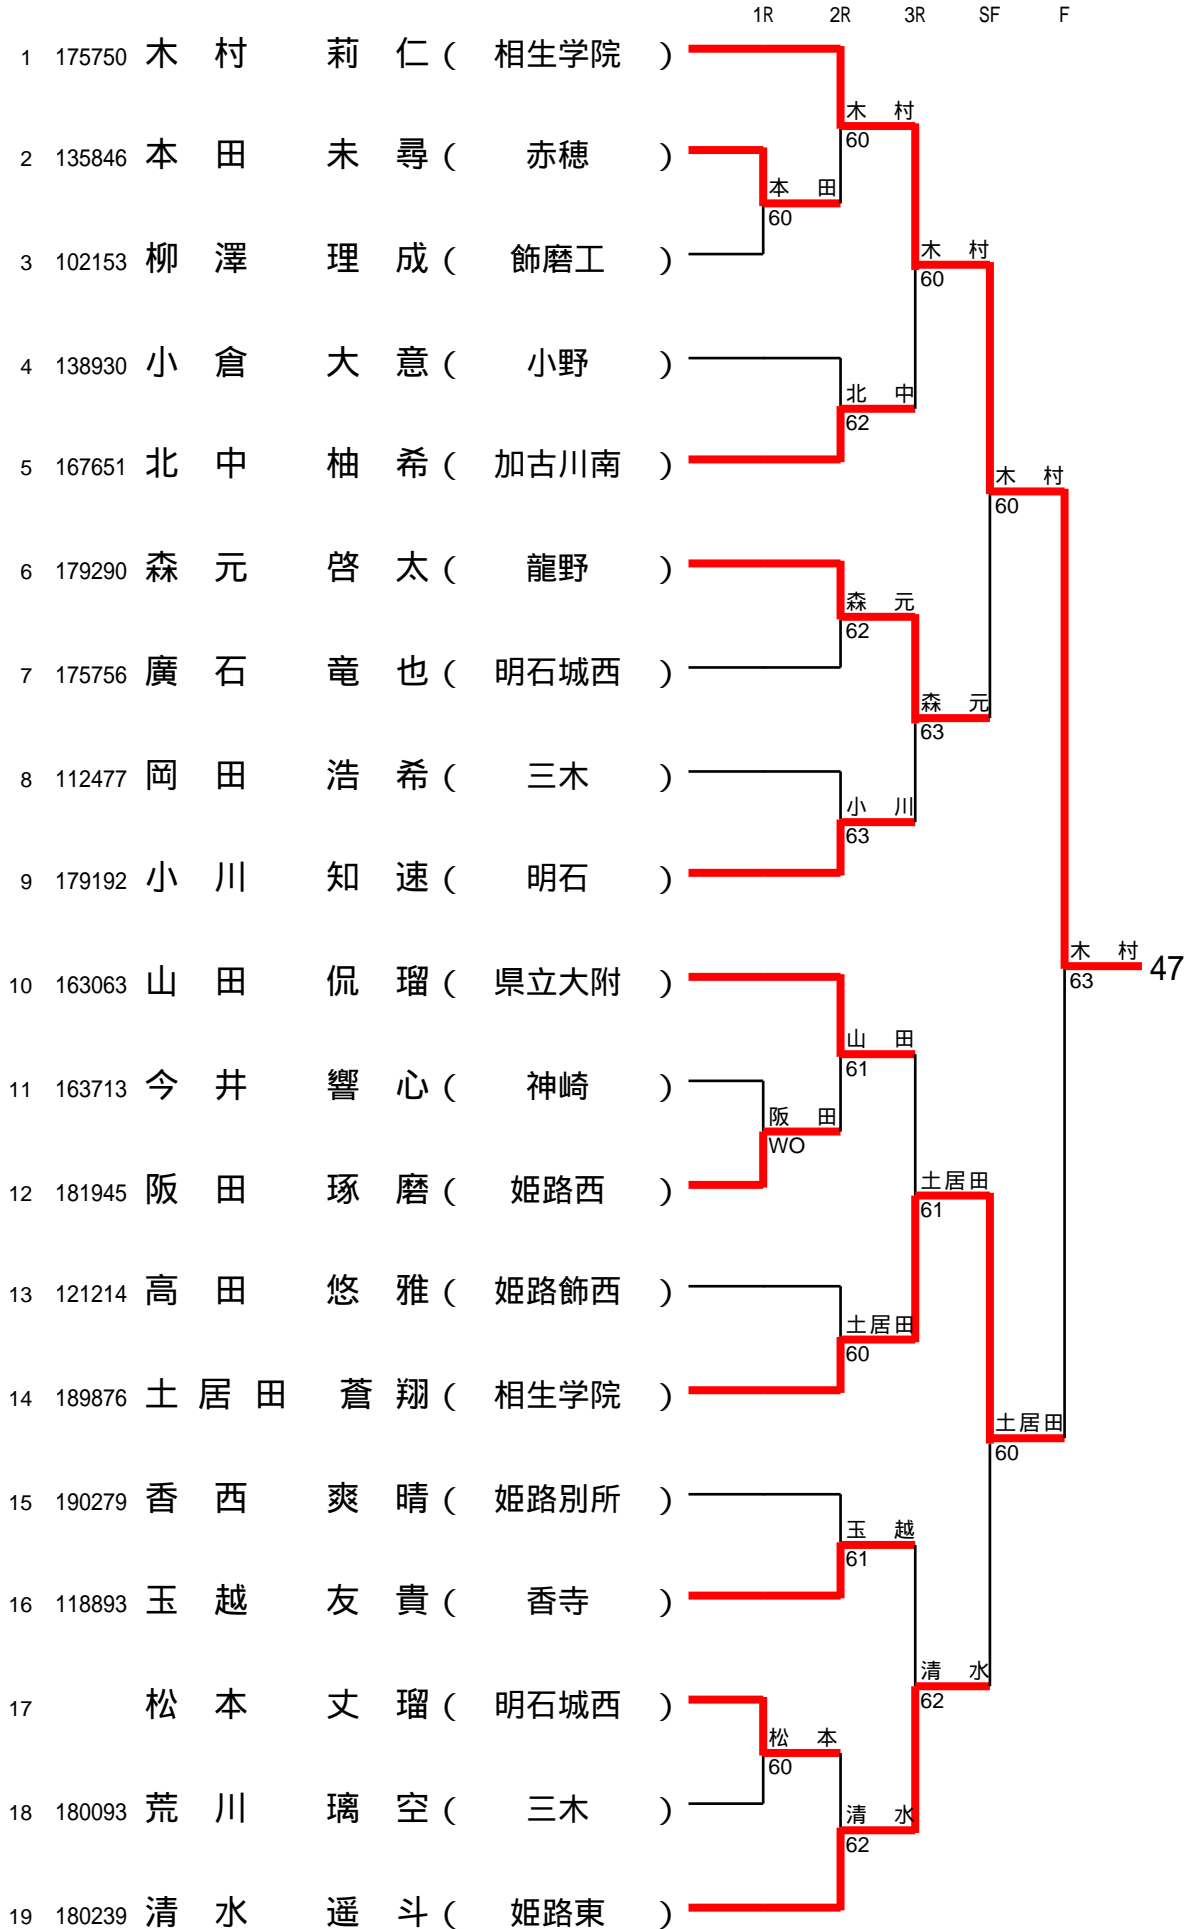 1R 2R 3R SF F
1 175750 木村 莉仁 ( 相生学院 )
木村
60
2 135846 本田 未尋 ( 赤穂 )
本田
60
3 102153 柳澤 理成 ( 飾磨工 )
木村
60
4 138930 小倉 大意 ( 小野 )
北中
62
5 167651 北中 柚希 ( 加古川南 )
木村
60
6 179290 森元 啓太 ( 龍野 )
森元
62
7 175756 廣石 竜也 ( 明石城西 )
森元
63
8 112477 岡田 浩希 ( 三木 )
小川
63
9 179192 小川 知速 ( 明石 )
木村 47
63
10 163063 山田 侃瑠 ( 県立大附 )
山田
61
11 163713 今井 響心 ( 神崎 )
阪田
WO
12 181945 阪田 琢磨 ( 姫路西 )
土居田
61
13 121214 高田 悠雅 ( 姫路飾西 )
土居田
60
14 189876 土居田 蒼翔 ( 相生学院 )
土居田
60
15 190279 香西 爽晴 ( 姫路別所 )
玉越
61
16 118893 玉越 友貴 ( 香寺 )
清水
62
17 松本 丈瑠 ( 明石城西 )
松本
60
18 180093 荒川 璃空 ( 三木 )
清水
62
19 180239 清水 遥斗 ( 姫路東 )